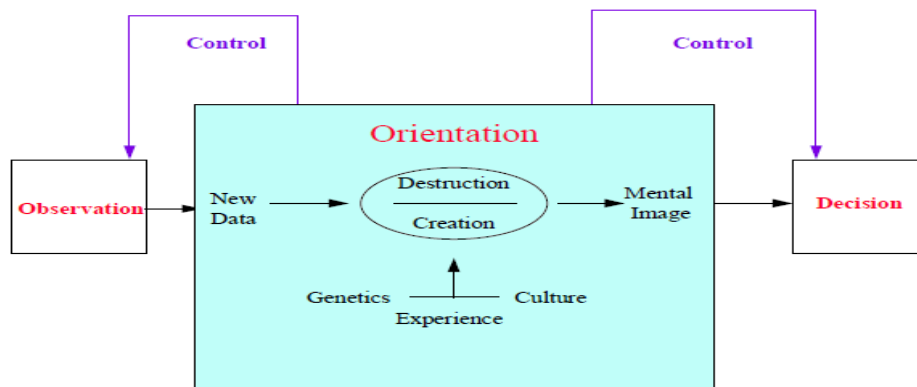 Control
Control
Orientation
Observation
New
Data
Destruction
Creation
Mental
Image
Decision
Genetics
Culture
Experience